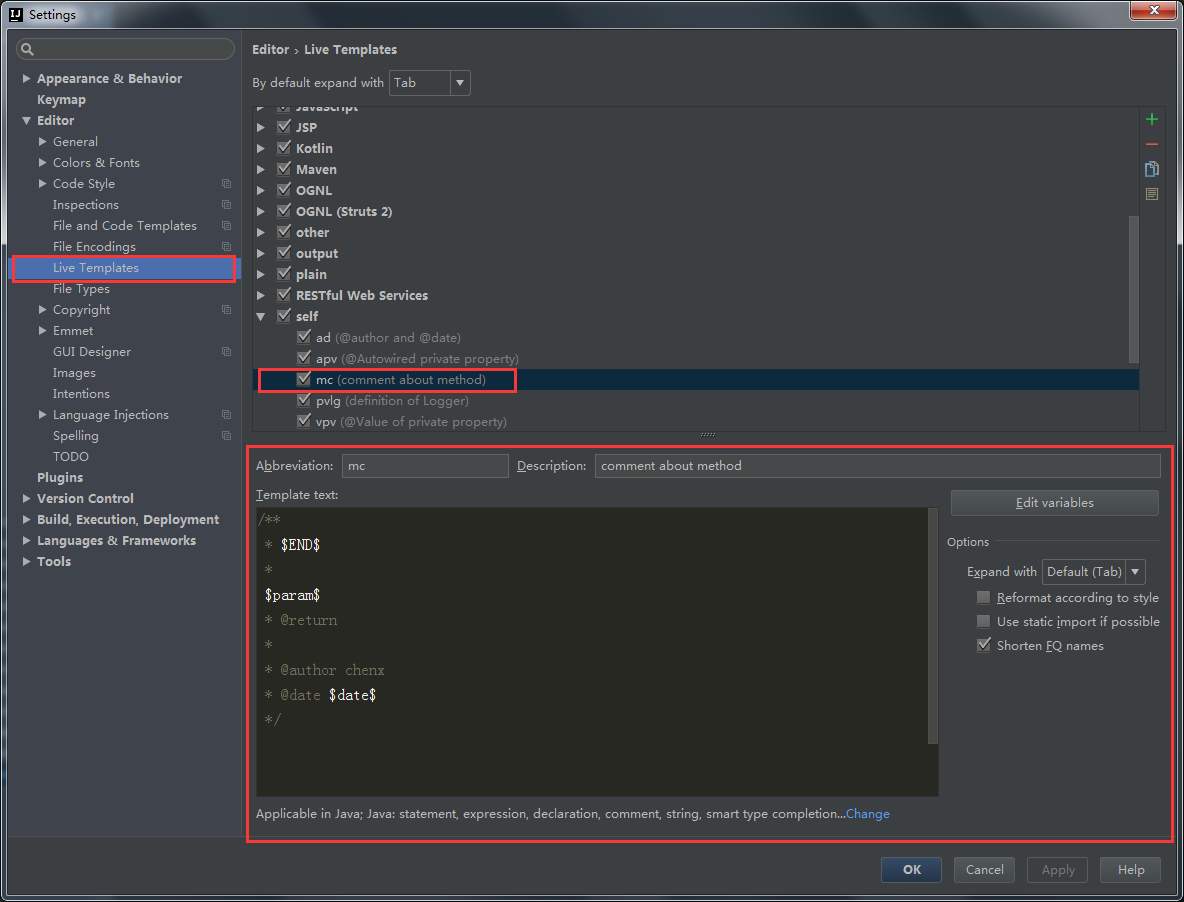 IJ Settings
Appearance & Behavior
Keymap
Editor
General
Colors & Fonts
Code Style
Inspections
File and Code Templates
File Encodings
Live Templates
File Types
Copyright
Emmet
GUI Designer
Images
Intentions
Language Injections
Spelling
TODO
Plugins
Version Control
Build, Execution, Deployment
Languages & Frameworks
Tools
Editor › Live Templates
By default expand with Tab
Javascript
JSP
Kotlin
Maven
OGNL
OGNL (Struts 2)
other
output
plain
RESTful Web Services
self
ad (@author and @date)
apv (@Autowired private property)
mc (comment about method)
pvlg (definition of Logger)
vpv (@Value of private property)
Abbreviation: mc Description: comment about method
Template text:
/**
* $END$
*
$param$
* @return
*
* @author chenx
* @date $date$
*/
Edit variables
Options
Expand with Default (Tab)
Reformat according to style
Use static import if possible
Shorten FQ names
Applicable in Java; Java: statement, expression, declaration, comment, string, smart type completion...Change
OK Cancel Apply Help